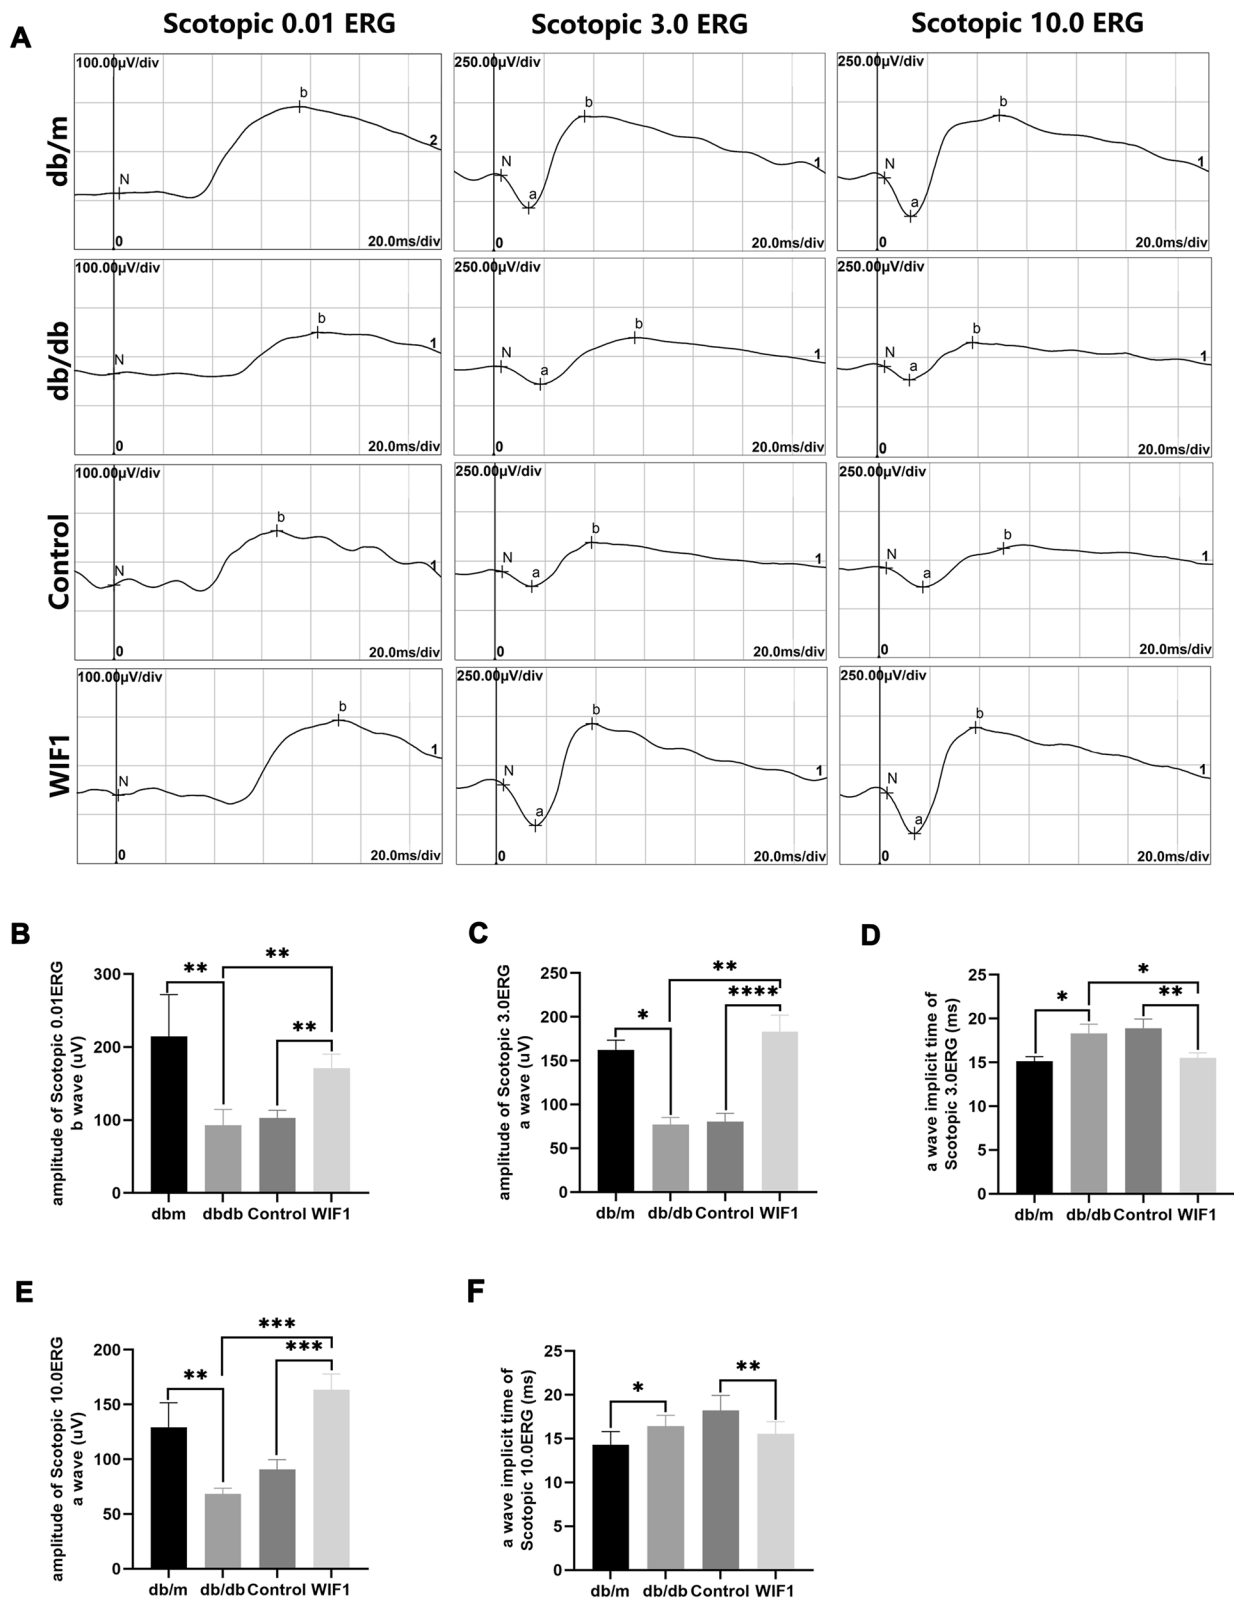 A
Scotopic 0.01 ERG
Scotopic 3.0 ERG
Scotopic 10.0 ERG
db/m
100.00µV/div
N
b
2
0
20.0ms/div
250.00µV/div
N
a
b
1
0
20.0ms/div
250.00µV/div
N
a
b
1
0
20.0ms/div
db/db
100.00µV/div
N
b
1
0
20.0ms/div
250.00µV/div
N
a
b
1
0
20.0ms/div
250.00µV/div
N
a
b
1
0
20.0ms/div
Control
100.00µV/div
N
b
1
0
20.0ms/div
250.00µV/div
N
a
b
1
0
20.0ms/div
250.00µV/div
N
a
b
1
0
20.0ms/div
WIF1
100.00µV/div
N
b
1
0
20.0ms/div
250.00µV/div
N
a
b
1
0
20.0ms/div
250.00µV/div
N
a
b
1
0
20.0ms/div
B
amplitude of Scotopic 0.01ERG
b wave (uV)
300
200
100
0
**
**
**
dbm dbdb Control WIF1
C
amplitude of Scotopic 3.0ERG
a wave (uV)
250
200
150
100
50
0
*
**
****
db/m db/db Control WIF1
D
a wave implicit time of
Scotopic 3.0ERG (ms)
25
20
15
10
5
0
*
*
**
db/m db/db Control WIF1
E
amplitude of Scotopic 10.0ERG
a wave (uV)
200
150
100
50
0
**
***
***
db/m db/db Control WIF1
F
a wave implicit time of
Scotopic 10.0ERG (ms)
25
20
15
10
5
0
*
**
db/m db/db Control WIF1